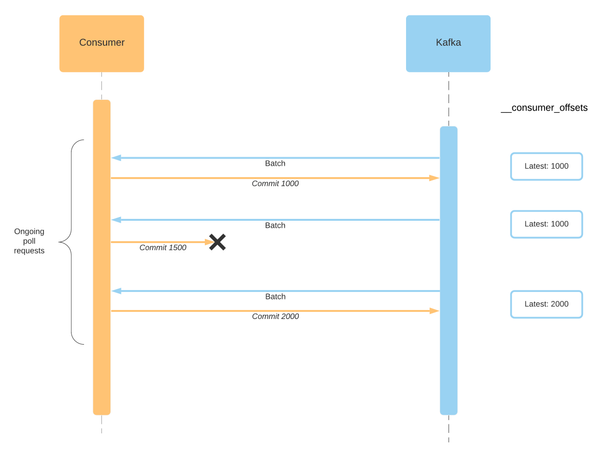 Consumer
Kafka
__consumer_offsets
Batch
Latest: 1000
Commit 1000
Batch
Latest: 1000
Ongoing
poll
requests
Commit 1500
Batch
Latest: 2000
Commit 2000